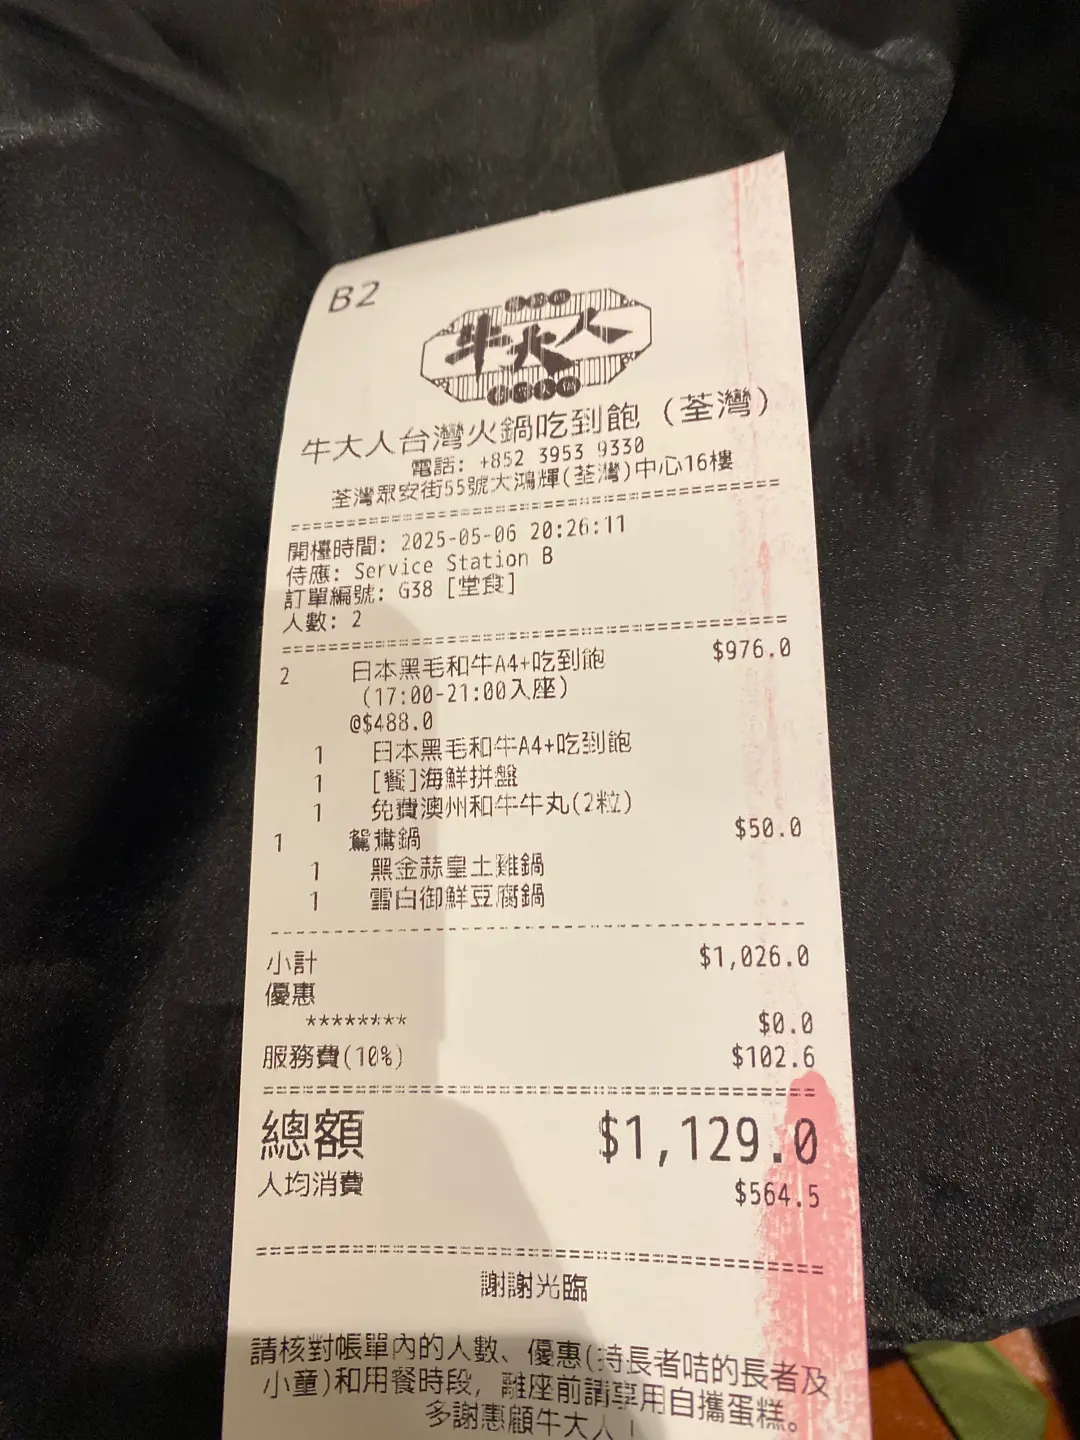 B2
牛大人
牛大人台灣火鍋吃到飽（荃灣）
電話: +852 3953 9330
荃灣眾安街55號大鴻輝(荃灣)中心16樓
開檯時間: 2025-05-06 20:26:11
侍應: Service Station B
訂單編號: G38 [堂食]
人數: 2
2 日本黑毛和牛A4+吃到飽 $976.0
(17:00-21:00入座)
@$488.0
1 日本黑毛和牛A4+吃到飽
1 [餐]海鮮拼盤
1 免費澳州和牛牛丸(2粒)
1 鴛鴦鍋 $50.0
1 黑金蒜皇土雞鍋
1 雪白御鮮豆腐鍋
小計 $1,026.0
優惠
******** $0.0
服務費(10%) $102.6
總額 $1,129.0
人均消費 $564.5
謝謝光臨
請核對帳單內的人數、優惠(持長者咭的長者及
小童)和用餐時段，離座前請享用自攜蛋糕。
多謝惠顧牛大人！